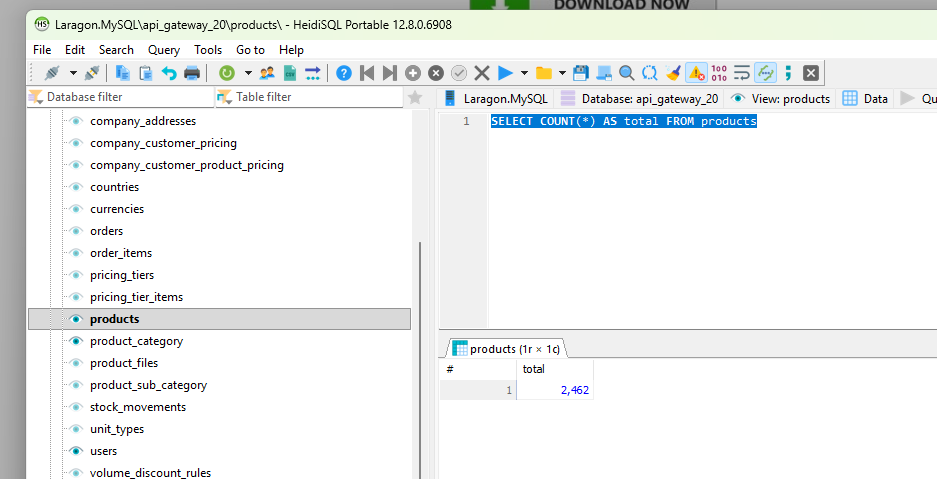 DOWNLOAD NOW
HS Laragon.MySQL\api_gateway_20\products\ - HeidiSQL Portable 12.8.0.6908
File Edit Search Query Tools Go to Help
Database filter Table filter
Laragon.MySQL Database: api_gateway_20 View: products Data Qu
company_addresses
company_customer_pricing
company_customer_product_pricing
countries
currencies
orders
order_items
pricing_tiers
pricing_tier_items
products
product_category
product_files
product_sub_category
stock_movements
unit_types
users
volume_discount_rules
1 SELECT COUNT(*) AS total FROM products
products (1r × 1c)
# total
1 2,462